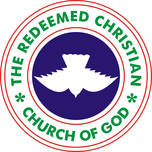 THE REDEEMED CHRISTIAN
* CHURCH OF GOD *